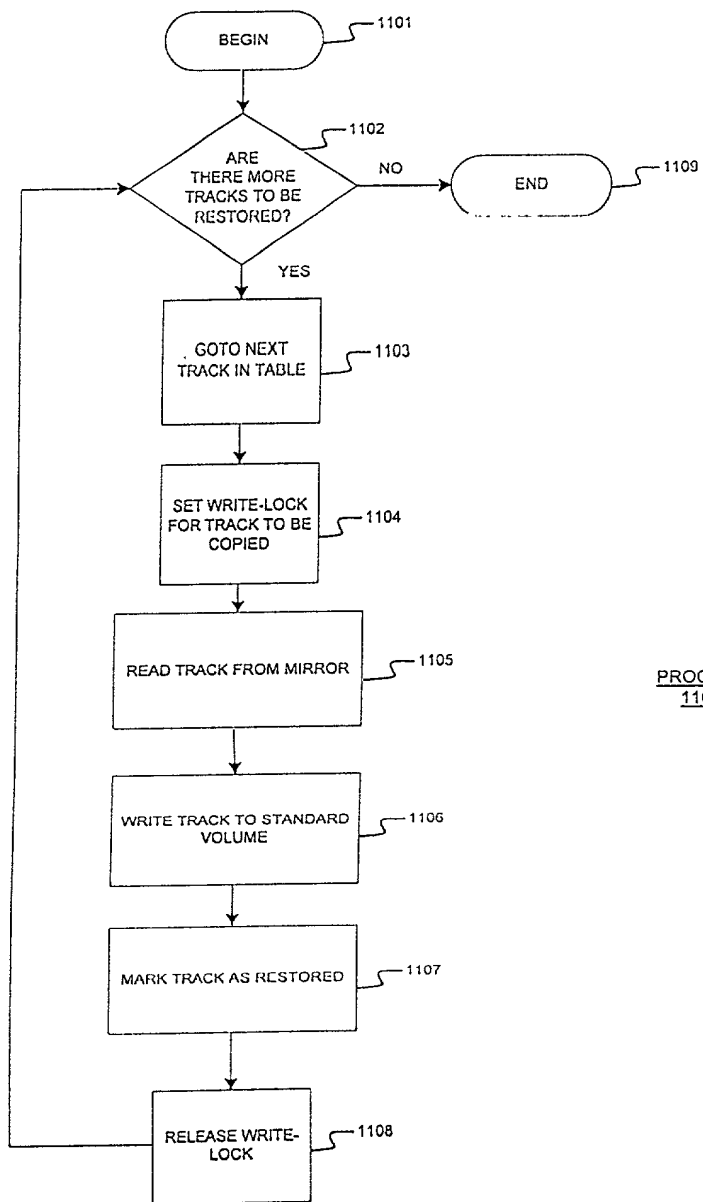 BEGIN
1101
1102
ARE
THERE MORE
TRACKS TO BE
RESTORED?
NO
END
1109
YES
GOTO NEXT
TRACK IN TABLE
1103
SET WRITE-LOCK
FOR TRACK TO BE
COPIED
1104
READ TRACK FROM MIRROR
1105
WRITE TRACK TO STANDARD
VOLUME
1106
MARK TRACK AS RESTORED
1107
RELEASE WRITE-
LOCK
1108